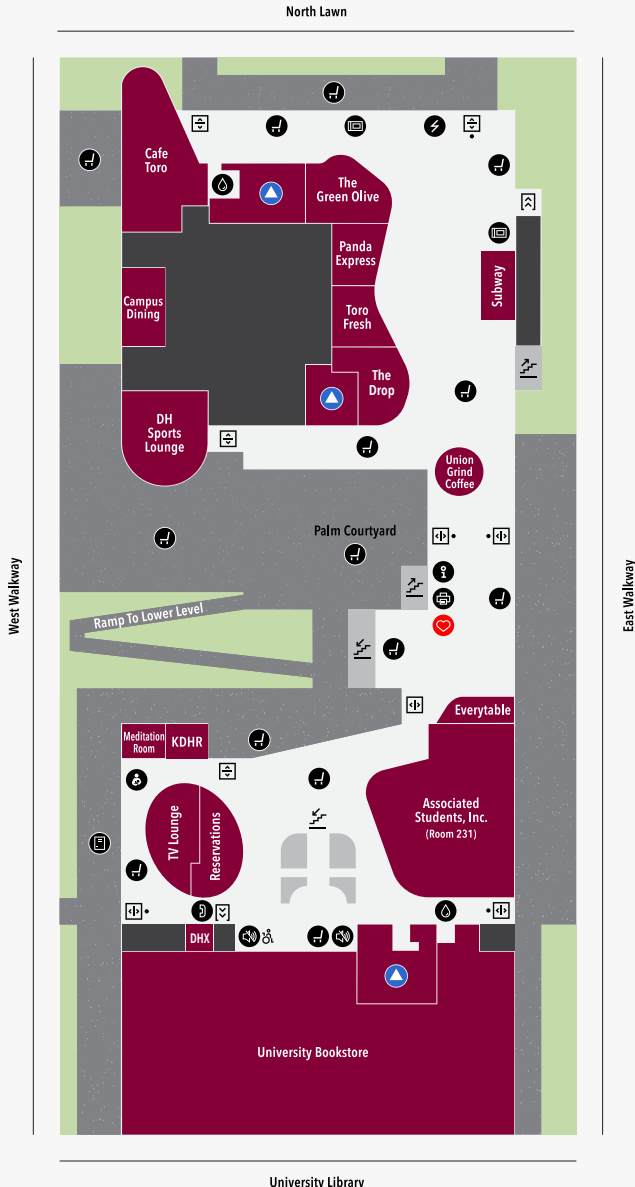 North Lawn
Cafe
Toro
The
Green Olive
Panda
Express
Subway
Campus
Dining
Toro
Fresh
The
Drop
DH
Sports
Lounge
Union
Grind
Coffee
Palm Courtyard
West Walkway
East Walkway
Ramp To Lower Level
Everytable
Meditation
Room
KDHR
TV Lounge
Reservations
Associated
Students, Inc.
(Room 231)
DHX
University Bookstore
University Library